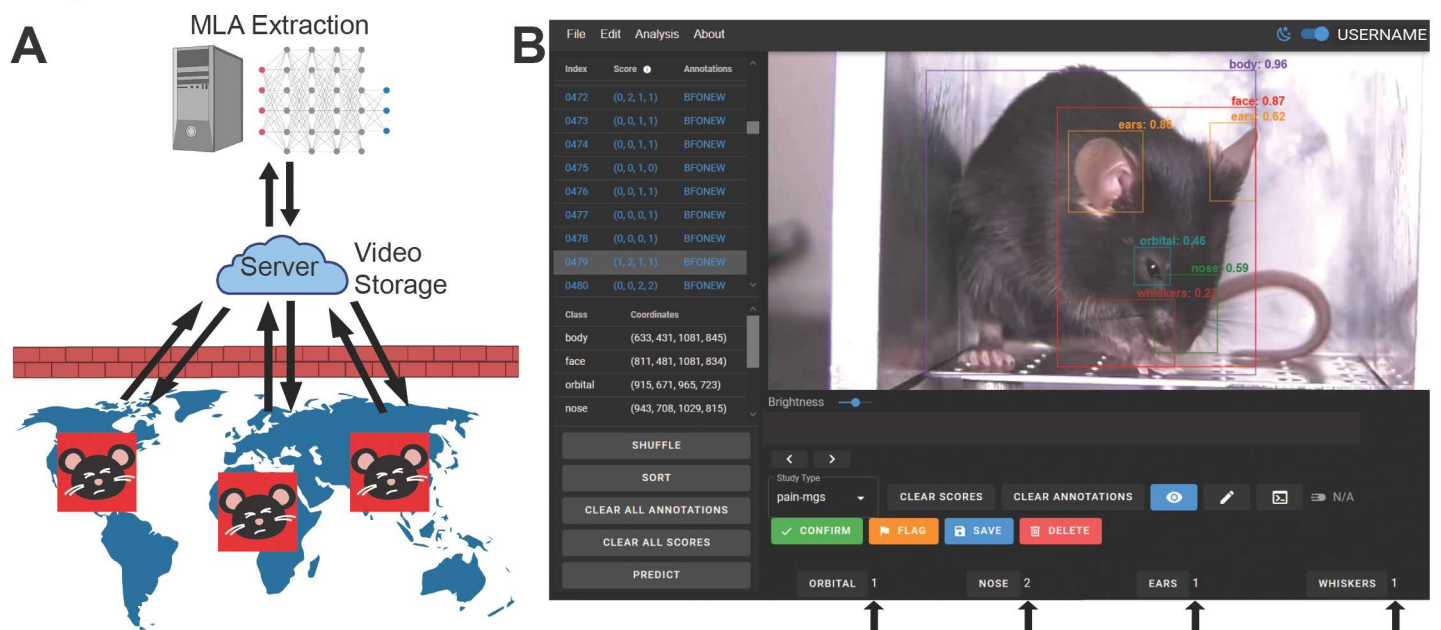 A
MLA Extraction
Server
Video
Storage
B
File Edit Analysis About
USERNAME
Index Score Annotations
0472 (0, 2, 1, 1) BFONEW
0473 (0, 0, 1, 1) BFONEW
0474 (0, 0, 1, 1) BFONEW
0475 (0, 0, 1, 0) BFONEW
0476 (0, 0, 1, 1) BFONEW
0477 (0, 0, 0, 1) BFONEW
0478 (0, 0, 0, 1) BFONEW
0479 (1, 2, 1, 1) BFONEW
0480 (0, 0, 2, 2) BFONEW
Class Coordinates
body (633, 431, 1081, 845)
face (811, 481, 1081, 834)
orbital (915, 671, 965, 723)
nose (943, 708, 1029, 815)
SHUFFLE
SORT
CLEAR ALL ANNOTATIONS
CLEAR ALL SCORES
PREDICT
body: 0.96
face: 0.87
ears: 0.62
ears: 0.86
orbital: 0.46
nose: 0.59
whiskers:
Brightness
Study Type
pain-mgs
CLEAR SCORES CLEAR ANNOTATIONS N/A
CONFIRM FLAG SAVE DELETE
ORBITAL 1 NOSE 2 EARS 1 WHISKERS 1